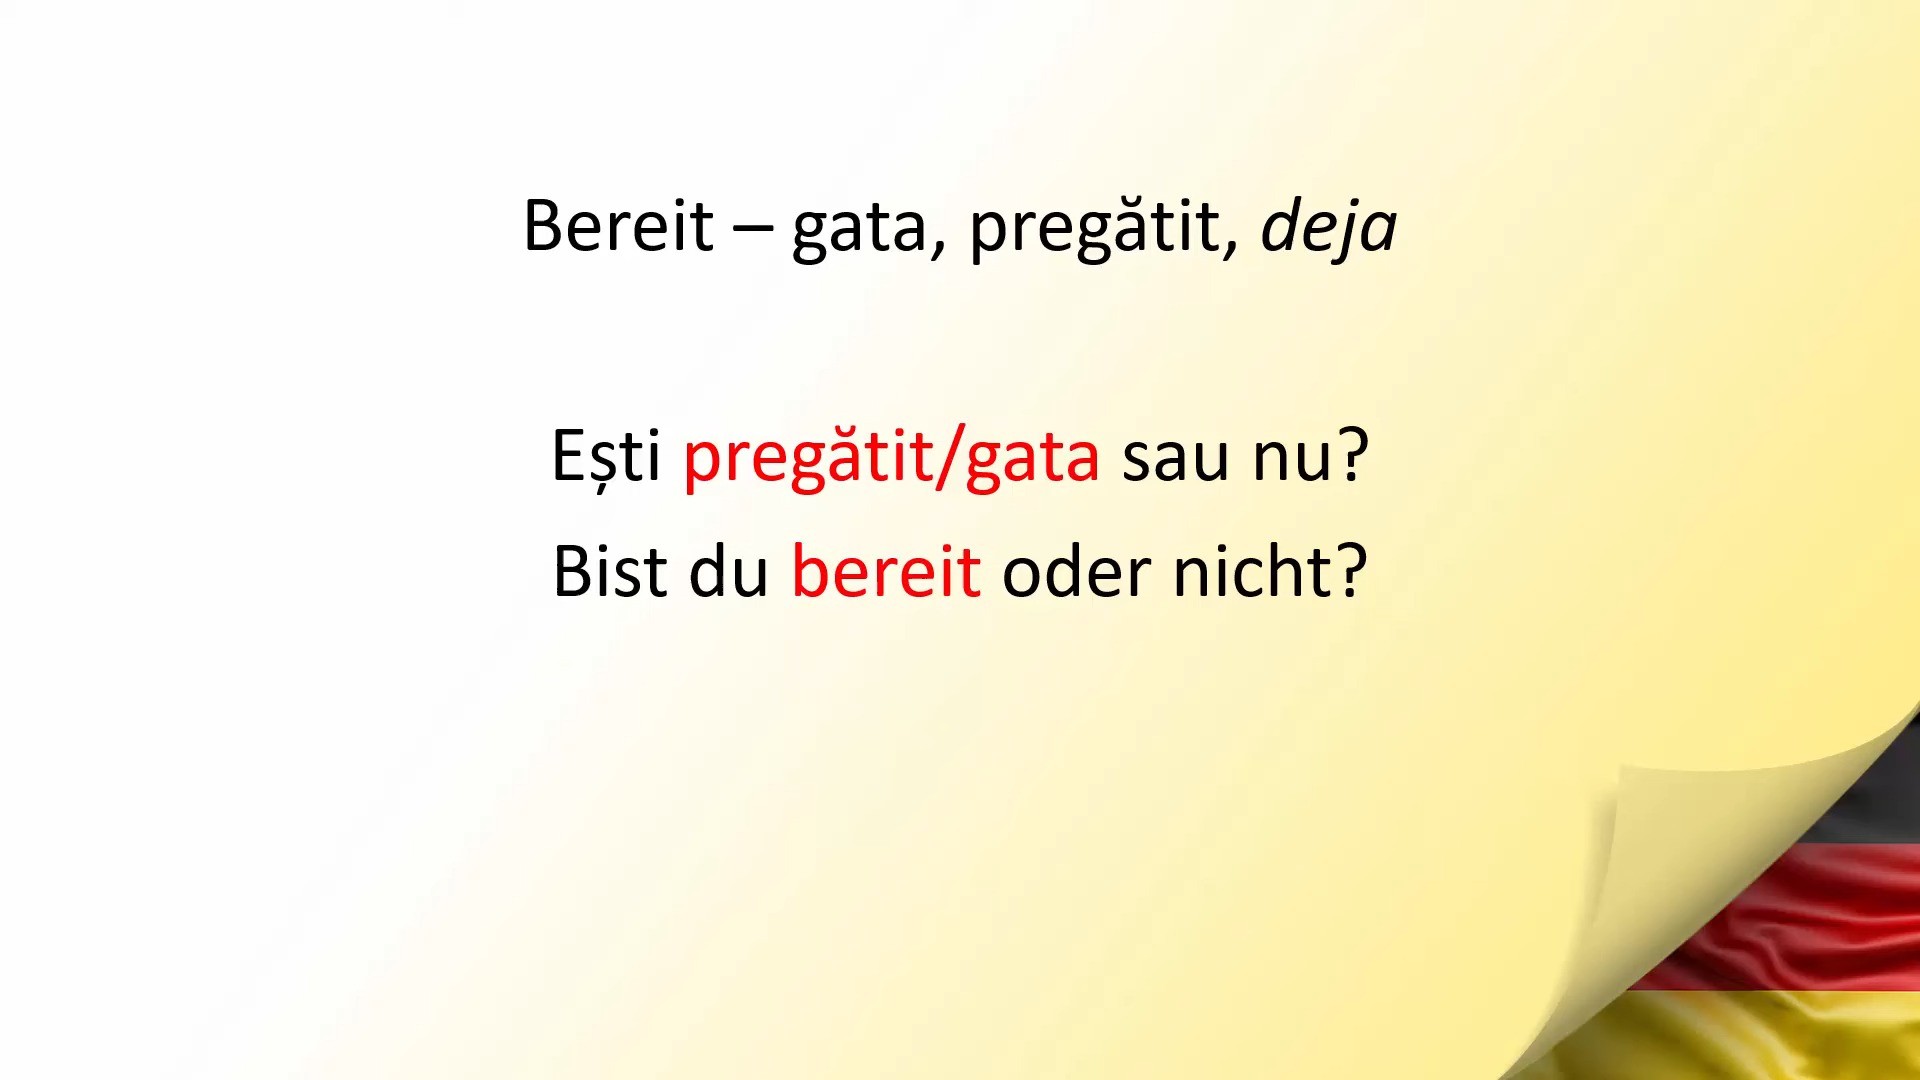 Bereit – gata, pregătit, deja
Ești pregătit/gata sau nu?
Bist du bereit oder nicht?